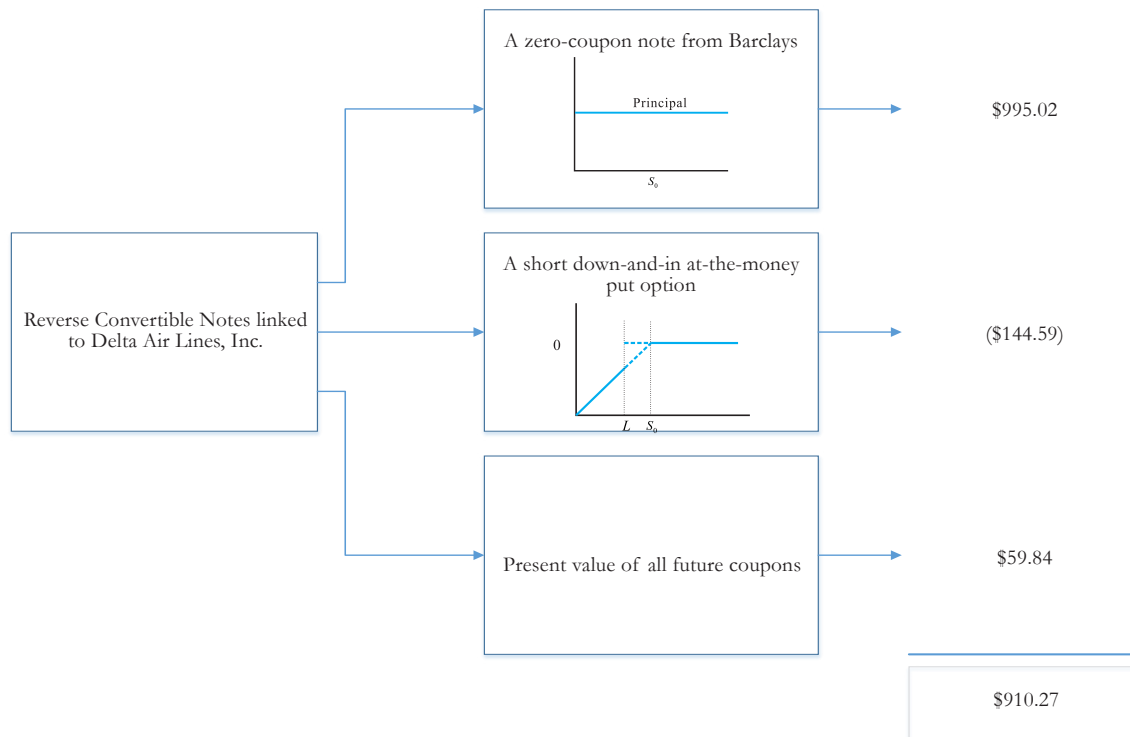 A zero-coupon note from Barclays
Principal
S₀
$995.02
Reverse Convertible Notes linked
to Delta Air Lines, Inc.
A short down-and-in at-the-money
put option
0
L S₀
($144.59)
Present value of all future coupons
$59.84
$910.27